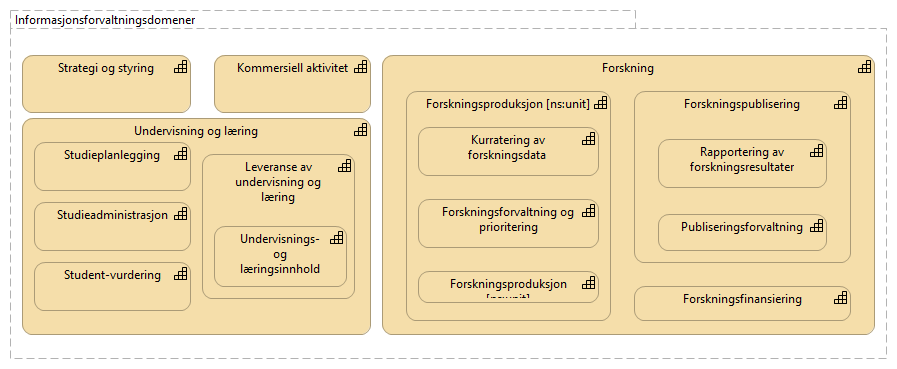 Informasjonsforvaltningsdomener
Strategi og styring
Kommersiell aktivitet
Undervisning og læring
Studieplanlegging
Studieadministrasjon
Student-vurdering
Leveranse av
undervisning og
læring
Undervisnings-
og
læringsinnhold
Forskning
Forskningsproduksjon [ns:unit]
Kurratering av
forskningsdata
Forskningsforvaltning og
prioritering
Forskningsproduksjon
[ns:unit]
Forskningspublisering
Rapportering av
forskningsresultater
Publiseringsforvaltning
Forskningsfinansiering